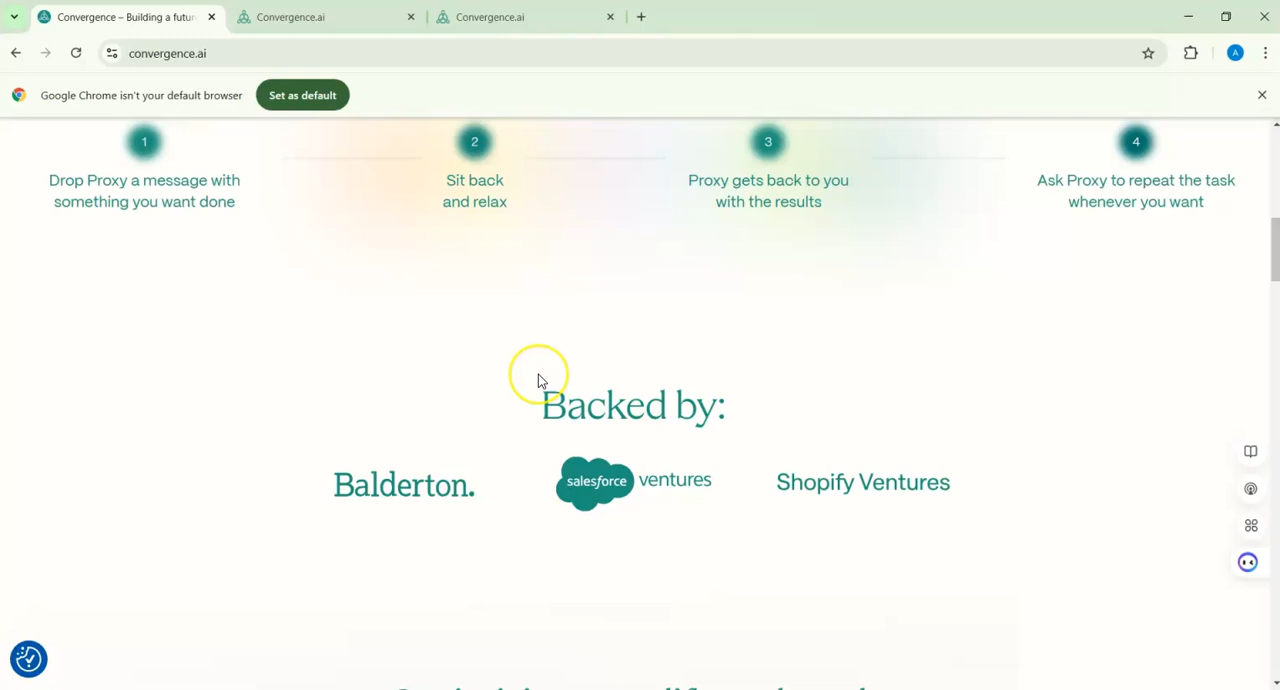 Convergence – Building a futur
Convergence.ai
Convergence.ai
convergence.ai
A
Google Chrome isn't your default browser
Set as default
1
2
3
4
Drop Proxy a message with
something you want done
Sit back
and relax
Proxy gets back to you
with the results
Ask Proxy to repeat the task
whenever you want
Backed by:
Balderton.
salesforce ventures
Shopify Ventures